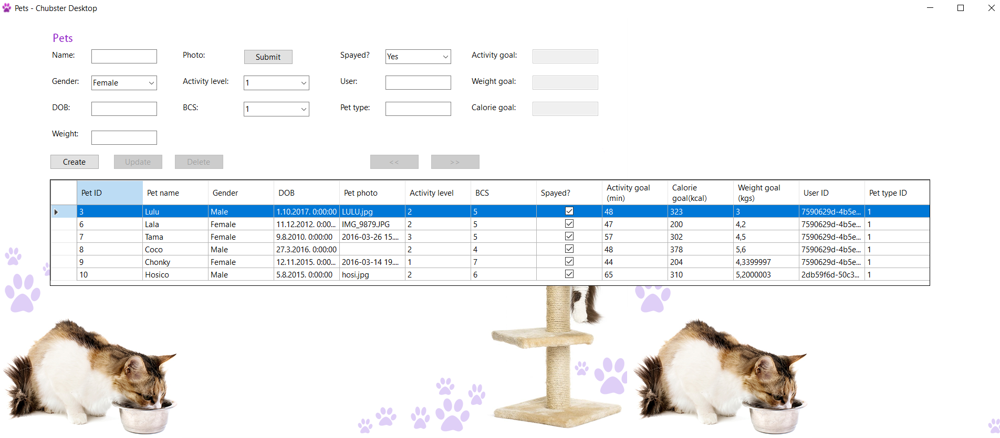 Pets - Chubster Desktop
Pets
Name: Photo: Submit Spayed? Yes Activity goal:
Gender: Female Activity level: 1 User: Weight goal:
DOB: BCS: 1 Pet type: Calorie goal:
Weight:
Create Update Delete << >>
Pet ID Pet name Gender DOB Pet photo Activity level BCS Spayed? Activity goal (min) Calorie goal(kcal) Weight goal (kgs) User ID Pet type ID
3 Lulu Male 1.10.2017. 0:00:00 LULU.jpg 2 5 48 323 3 7590629d-4b5e... 1
6 Lala Female 11.12.2012. 0:00... IMG_9879.JPG 2 5 47 200 4,2 7590629d-4b5e... 1
7 Tama Female 9.8.2010. 0:00:00 2016-03-26 15.... 3 5 57 302 4,5 7590629d-4b5e... 1
8 Coco Male 27.3.2016. 0:00:00 2 4 48 378 5,6 7590629d-4b5e... 1
9 Chonky Female 12.11.2015. 0:00... 2016-03-14 19.... 1 7 44 204 4,3399997 7590629d-4b5e... 1
10 Hosico Male 5.8.2015. 0:00:00 hosi.jpg 2 6 65 310 5,2000003 2db59f6d-50c3... 1